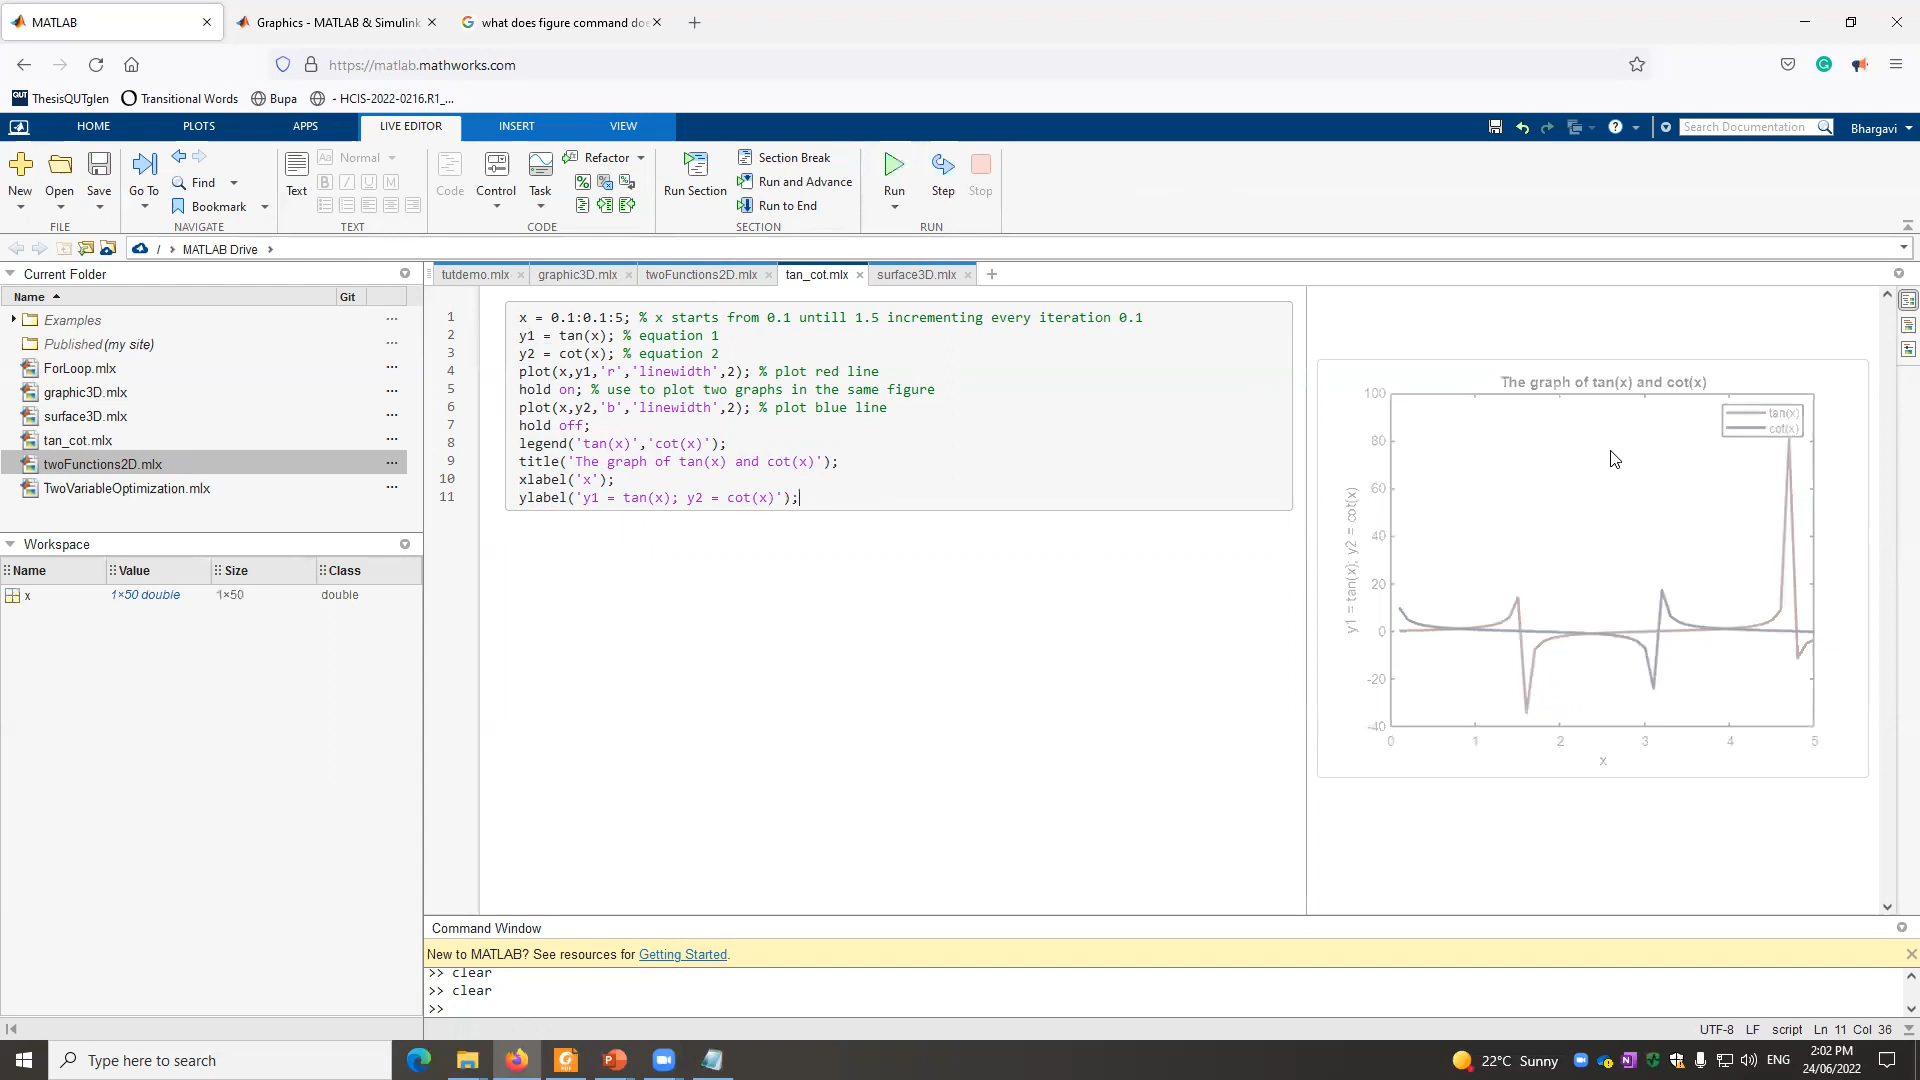 MATLAB
Graphics - MATLAB & Simulink
what does figure command doe
https://matlab.mathworks.com
ThesisQUTglen
Transitional Words
Bupa
- HCIS-2022-0216.R1_...
HOME
PLOTS
APPS
LIVE EDITOR
INSERT
VIEW
Search Documentation
Bhargavi
New
Open
Save
FILE
Go To
Find
Bookmark
NAVIGATE
Text
Aa Normal
B I U M
TEXT
Code
Control
Task
Refactor
CODE
Run Section
Section Break
Run and Advance
Run to End
SECTION
Run
Step
Stop
RUN
/ MATLAB Drive
Current Folder
Name Git
Examples
Published (my site)
ForLoop.mlx
graphic3D.mlx
surface3D.mlx
tan_cot.mlx
twoFunctions2D.mlx
TwoVariableOptimization.mlx
Workspace
Name Value Size Class
x 1×50 double 1×50 double
tutdemo.mlx
graphic3D.mlx
twoFunctions2D.mlx
tan_cot.mlx
surface3D.mlx
1 x = 0.1:0.1:5; % x starts from 0.1 untill 1.5 incrementing every iteration 0.1
2 y1 = tan(x); % equation 1
3 y2 = cot(x); % equation 2
4 plot(x,y1,'r','linewidth',2); % plot red line
5 hold on; % use to plot two graphs in the same figure
6 plot(x,y2,'b','linewidth',2); % plot blue line
7 hold off;
8 legend('tan(x)','cot(x)');
9 title('The graph of tan(x) and cot(x)');
10 xlabel('x');
11 ylabel('y1 = tan(x); y2 = cot(x)');
The graph of tan(x) and cot(x)
tan(x)
cot(x)
100
80
60
40
20
0
-20
-40
y1 = tan(x); y2 = cot(x)
0 1 2 3 4 5
x
Command Window
New to MATLAB? See resources for Getting Started.
>> clear
>> clear
>>
UTF-8 LF script Ln 11 Col 36
Type here to search
22°C Sunny
ENG
2:02 PM
24/06/2022